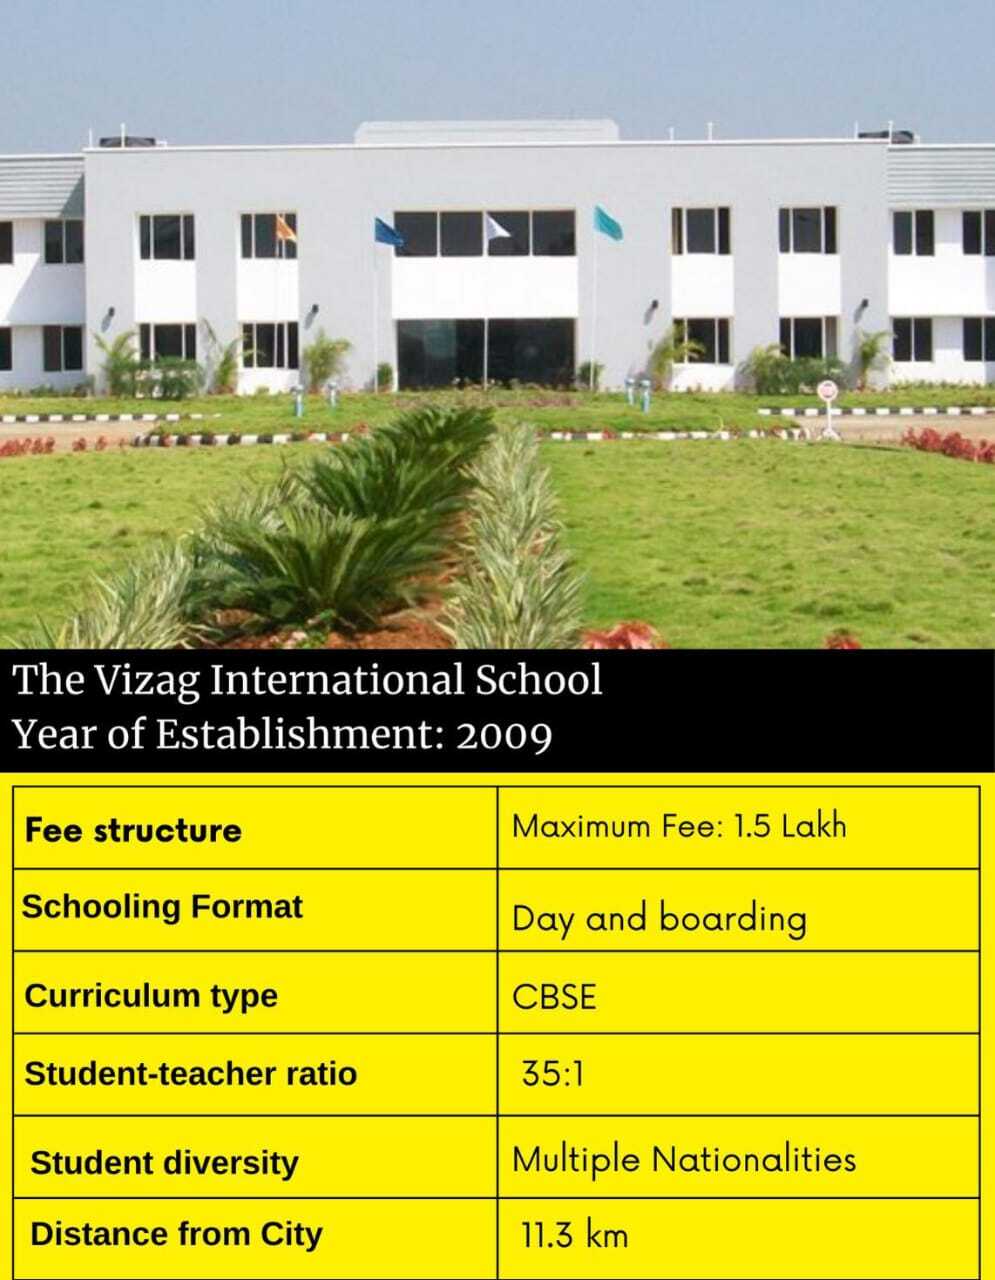 The Vizag International School
Year of Establishment: 2009
Fee structure
Maximum Fee: 1.5 Lakh
Schooling Format
Day and boarding
Curriculum type
CBSE
Student-teacher ratio
35:1
Student diversity
Multiple Nationalities
Distance from City
11.3 km